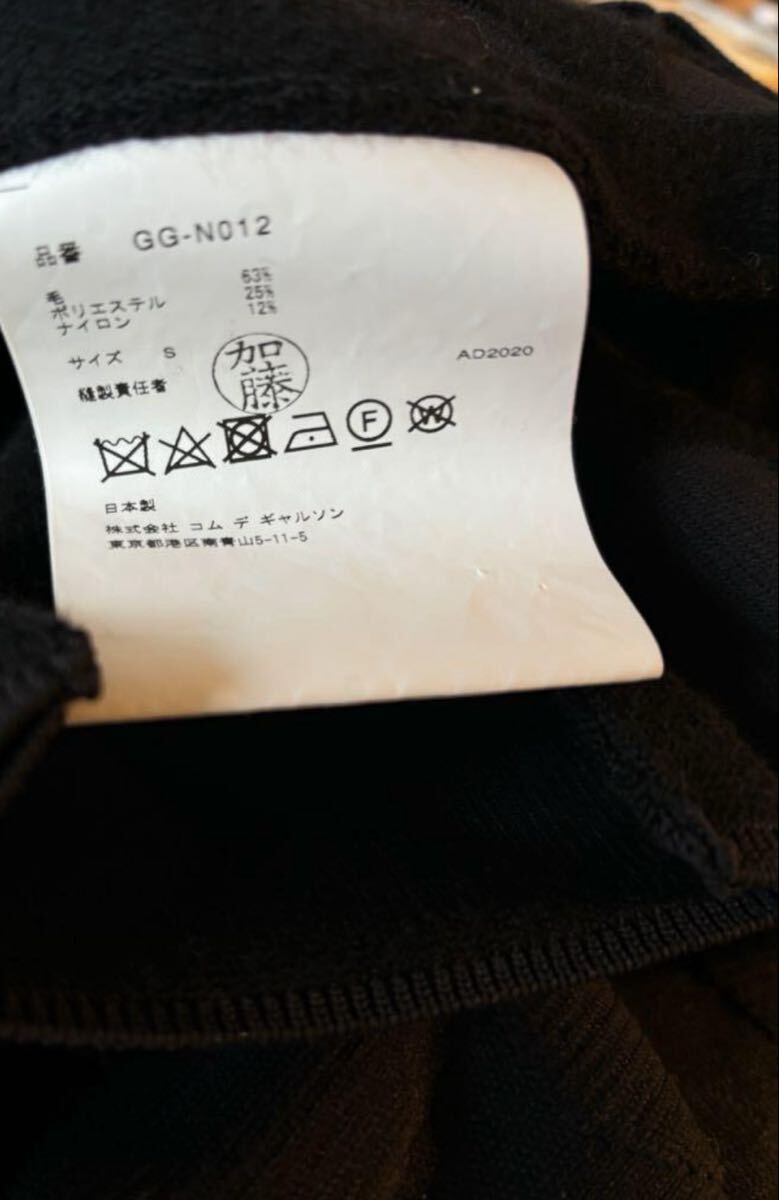 品番 GG-N012
毛 63%
ポリエステル 25%
ナイロン 12%
サイズ S
加藤
AD2020
縫製責任者
F
W
日本製
株式会社 コム デ ギャルソン
東京都港区南青山5-11-5